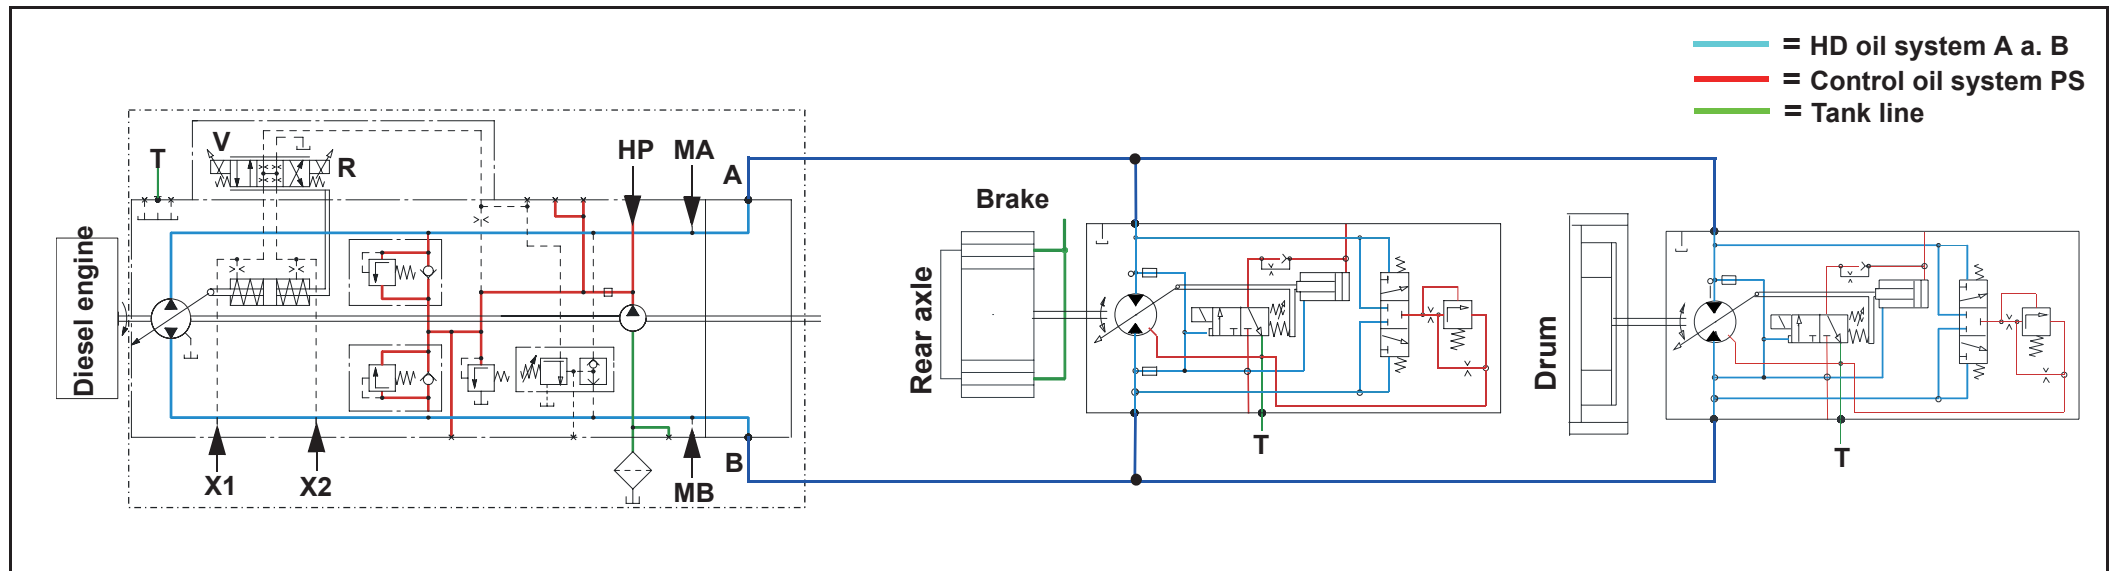 = HD oil system A a. B
= Control oil system PS
= Tank line
V
T
R
HP
MA
A
Brake
Diesel engine
Rear axle
Drum
B
T
T
X1
X2
MB